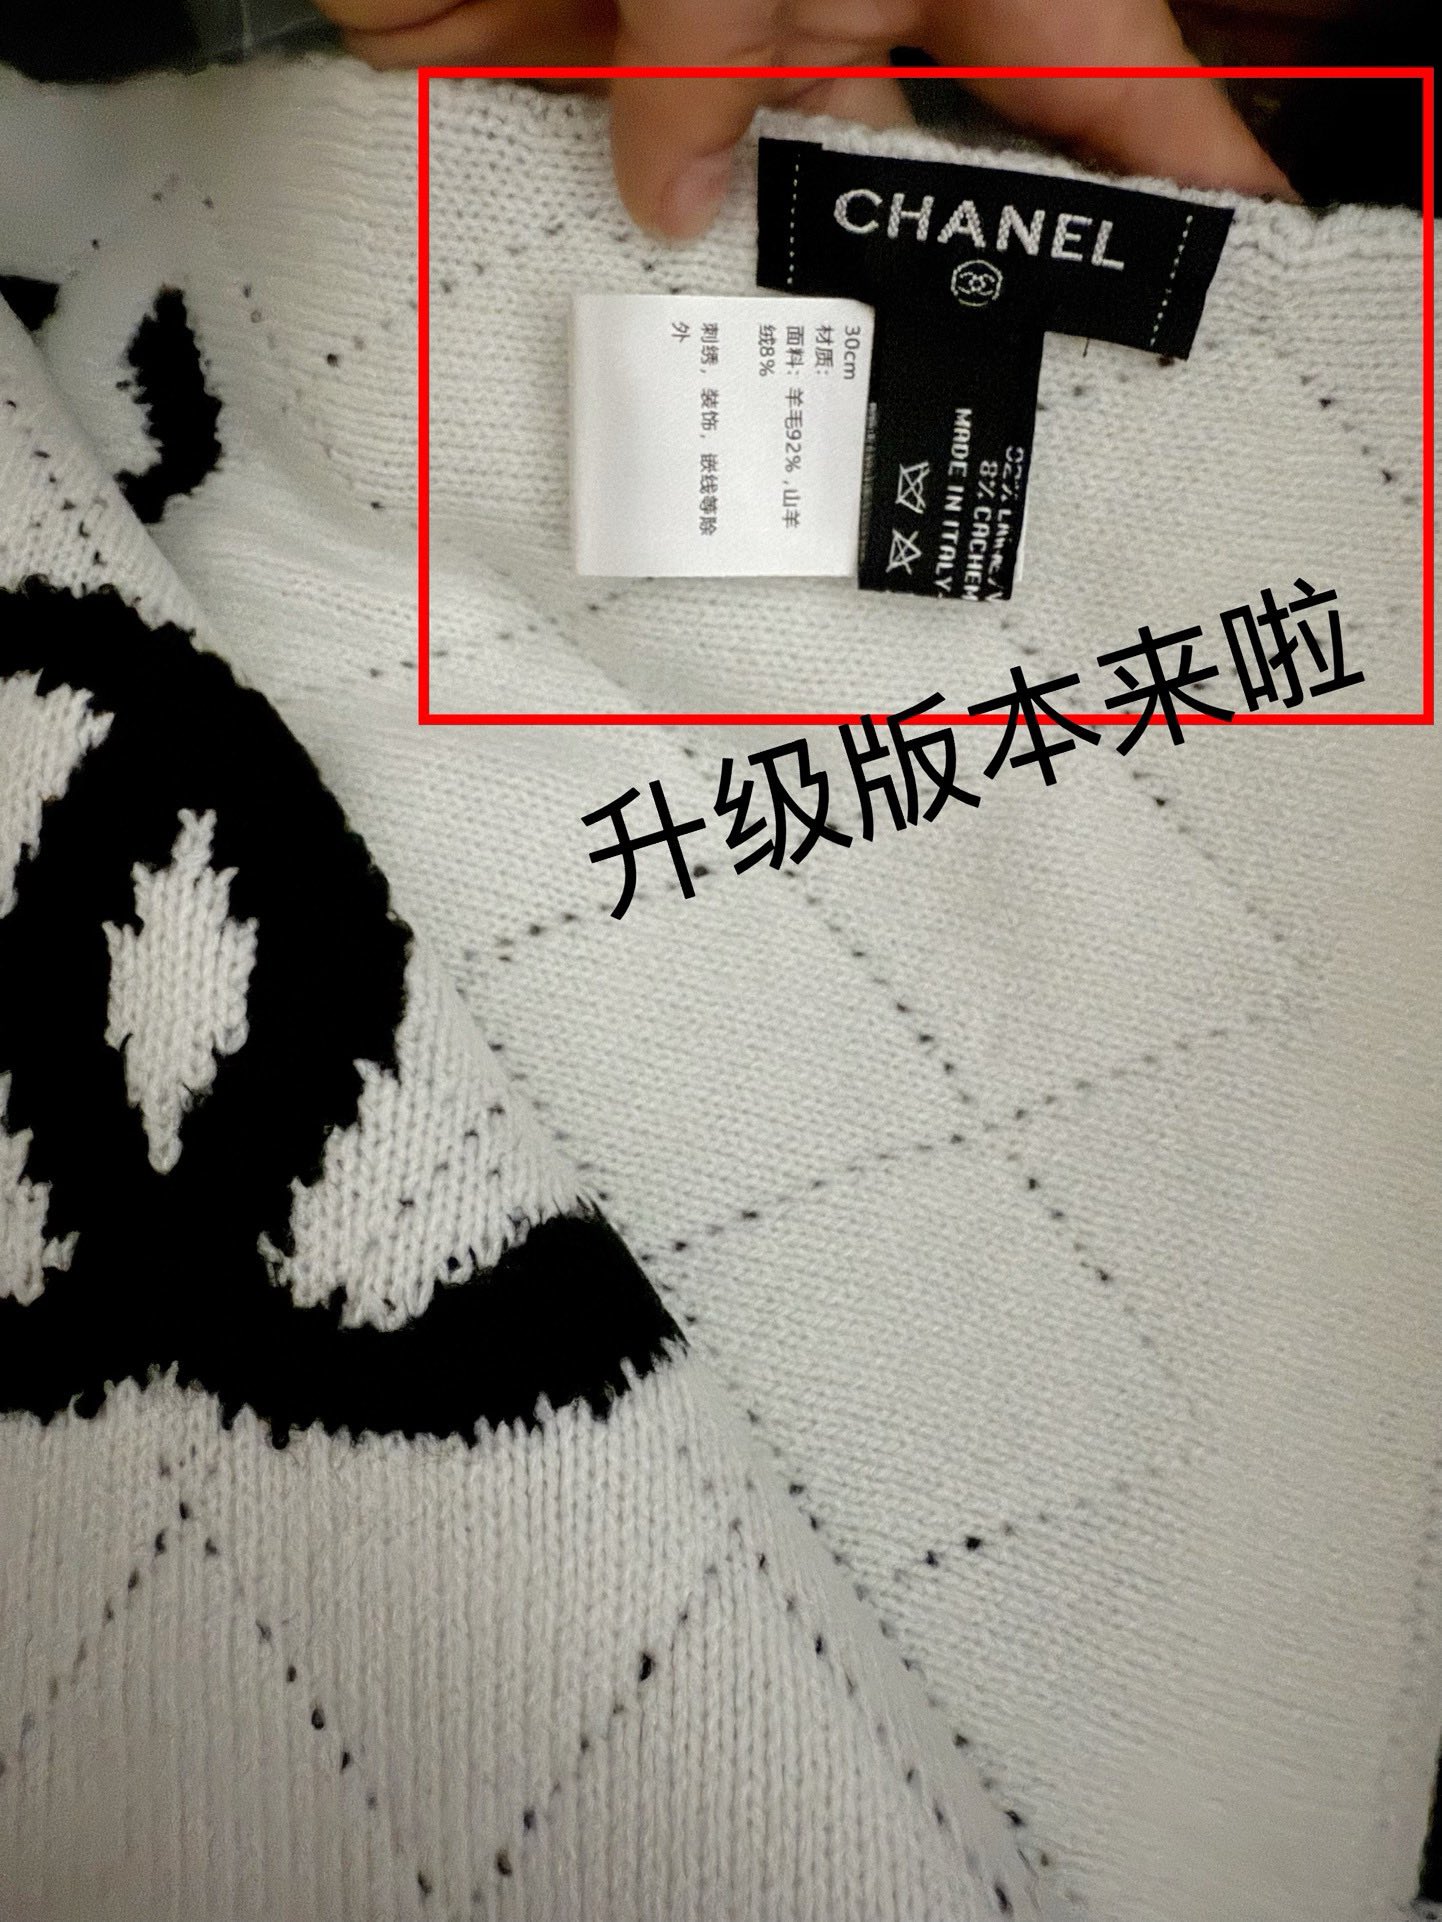 CHANEL
30cm
材质：
面料：羊毛92%,山羊
绒8%
刺绣，装饰，嵌线等除
外
8% CACHEM
MADE IN ITALY-
升级版本来啦